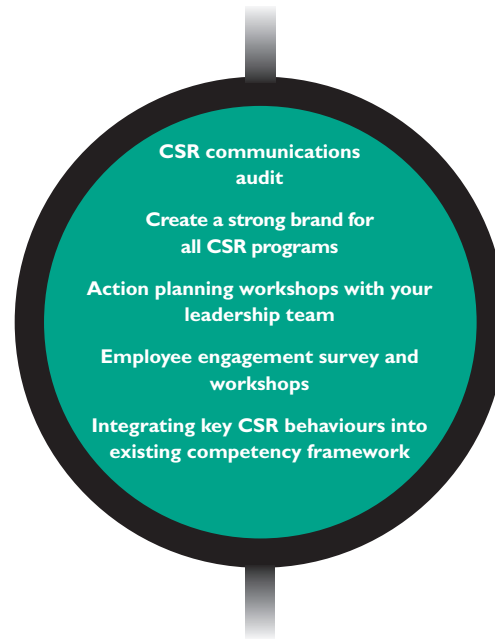 CSR communications
audit
Create a strong brand for
all CSR programs
Action planning workshops with your
leadership team
Employee engagement survey and
workshops
Integrating key CSR behaviours into
existing competency framework